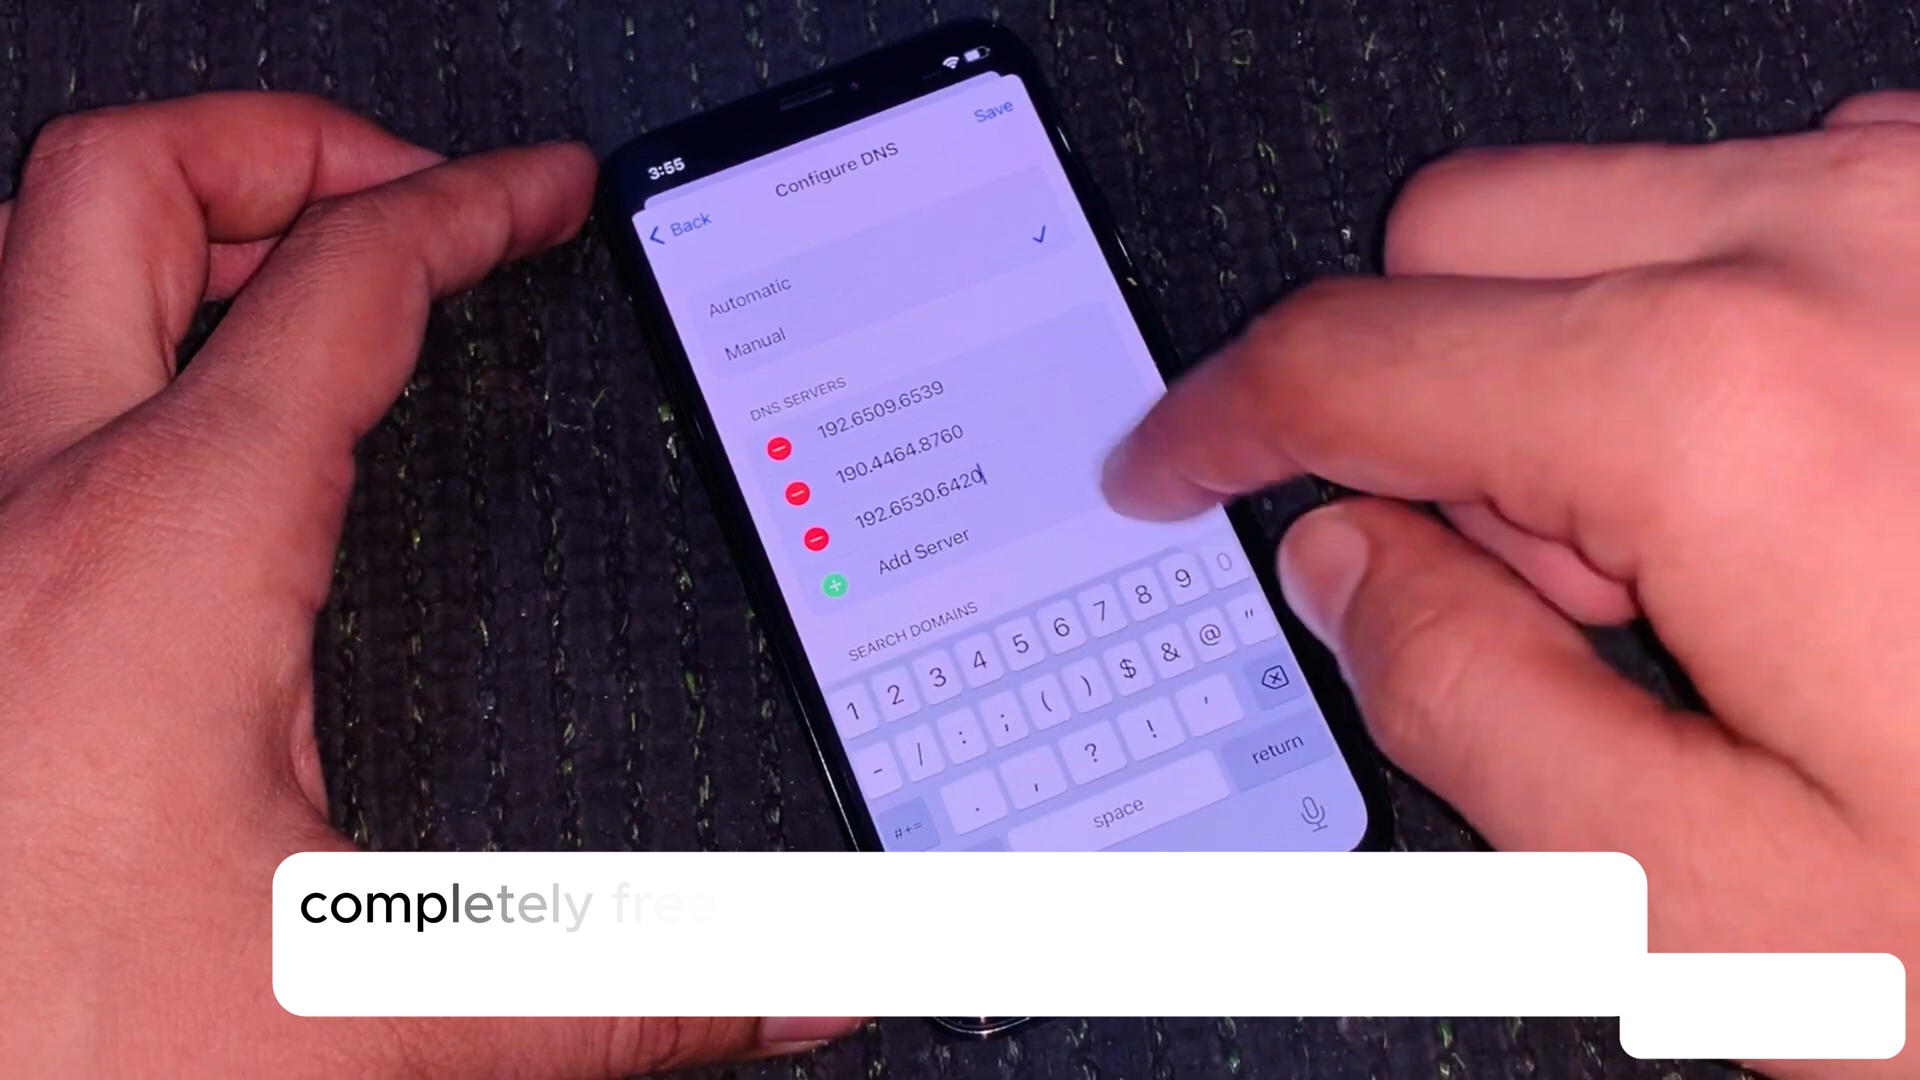 3:55
Save
Configure DNS
Back
Automatic
Manual
DNS SERVERS
192.6509.6539
190.4464.8760
192.6530.6420
Add Server
SEARCH DOMAINS
1 2 3 4 5 6 7 8 9 0
- / : ; ( ) $ & @ "
#+= . , ? ! '
space return
completely free